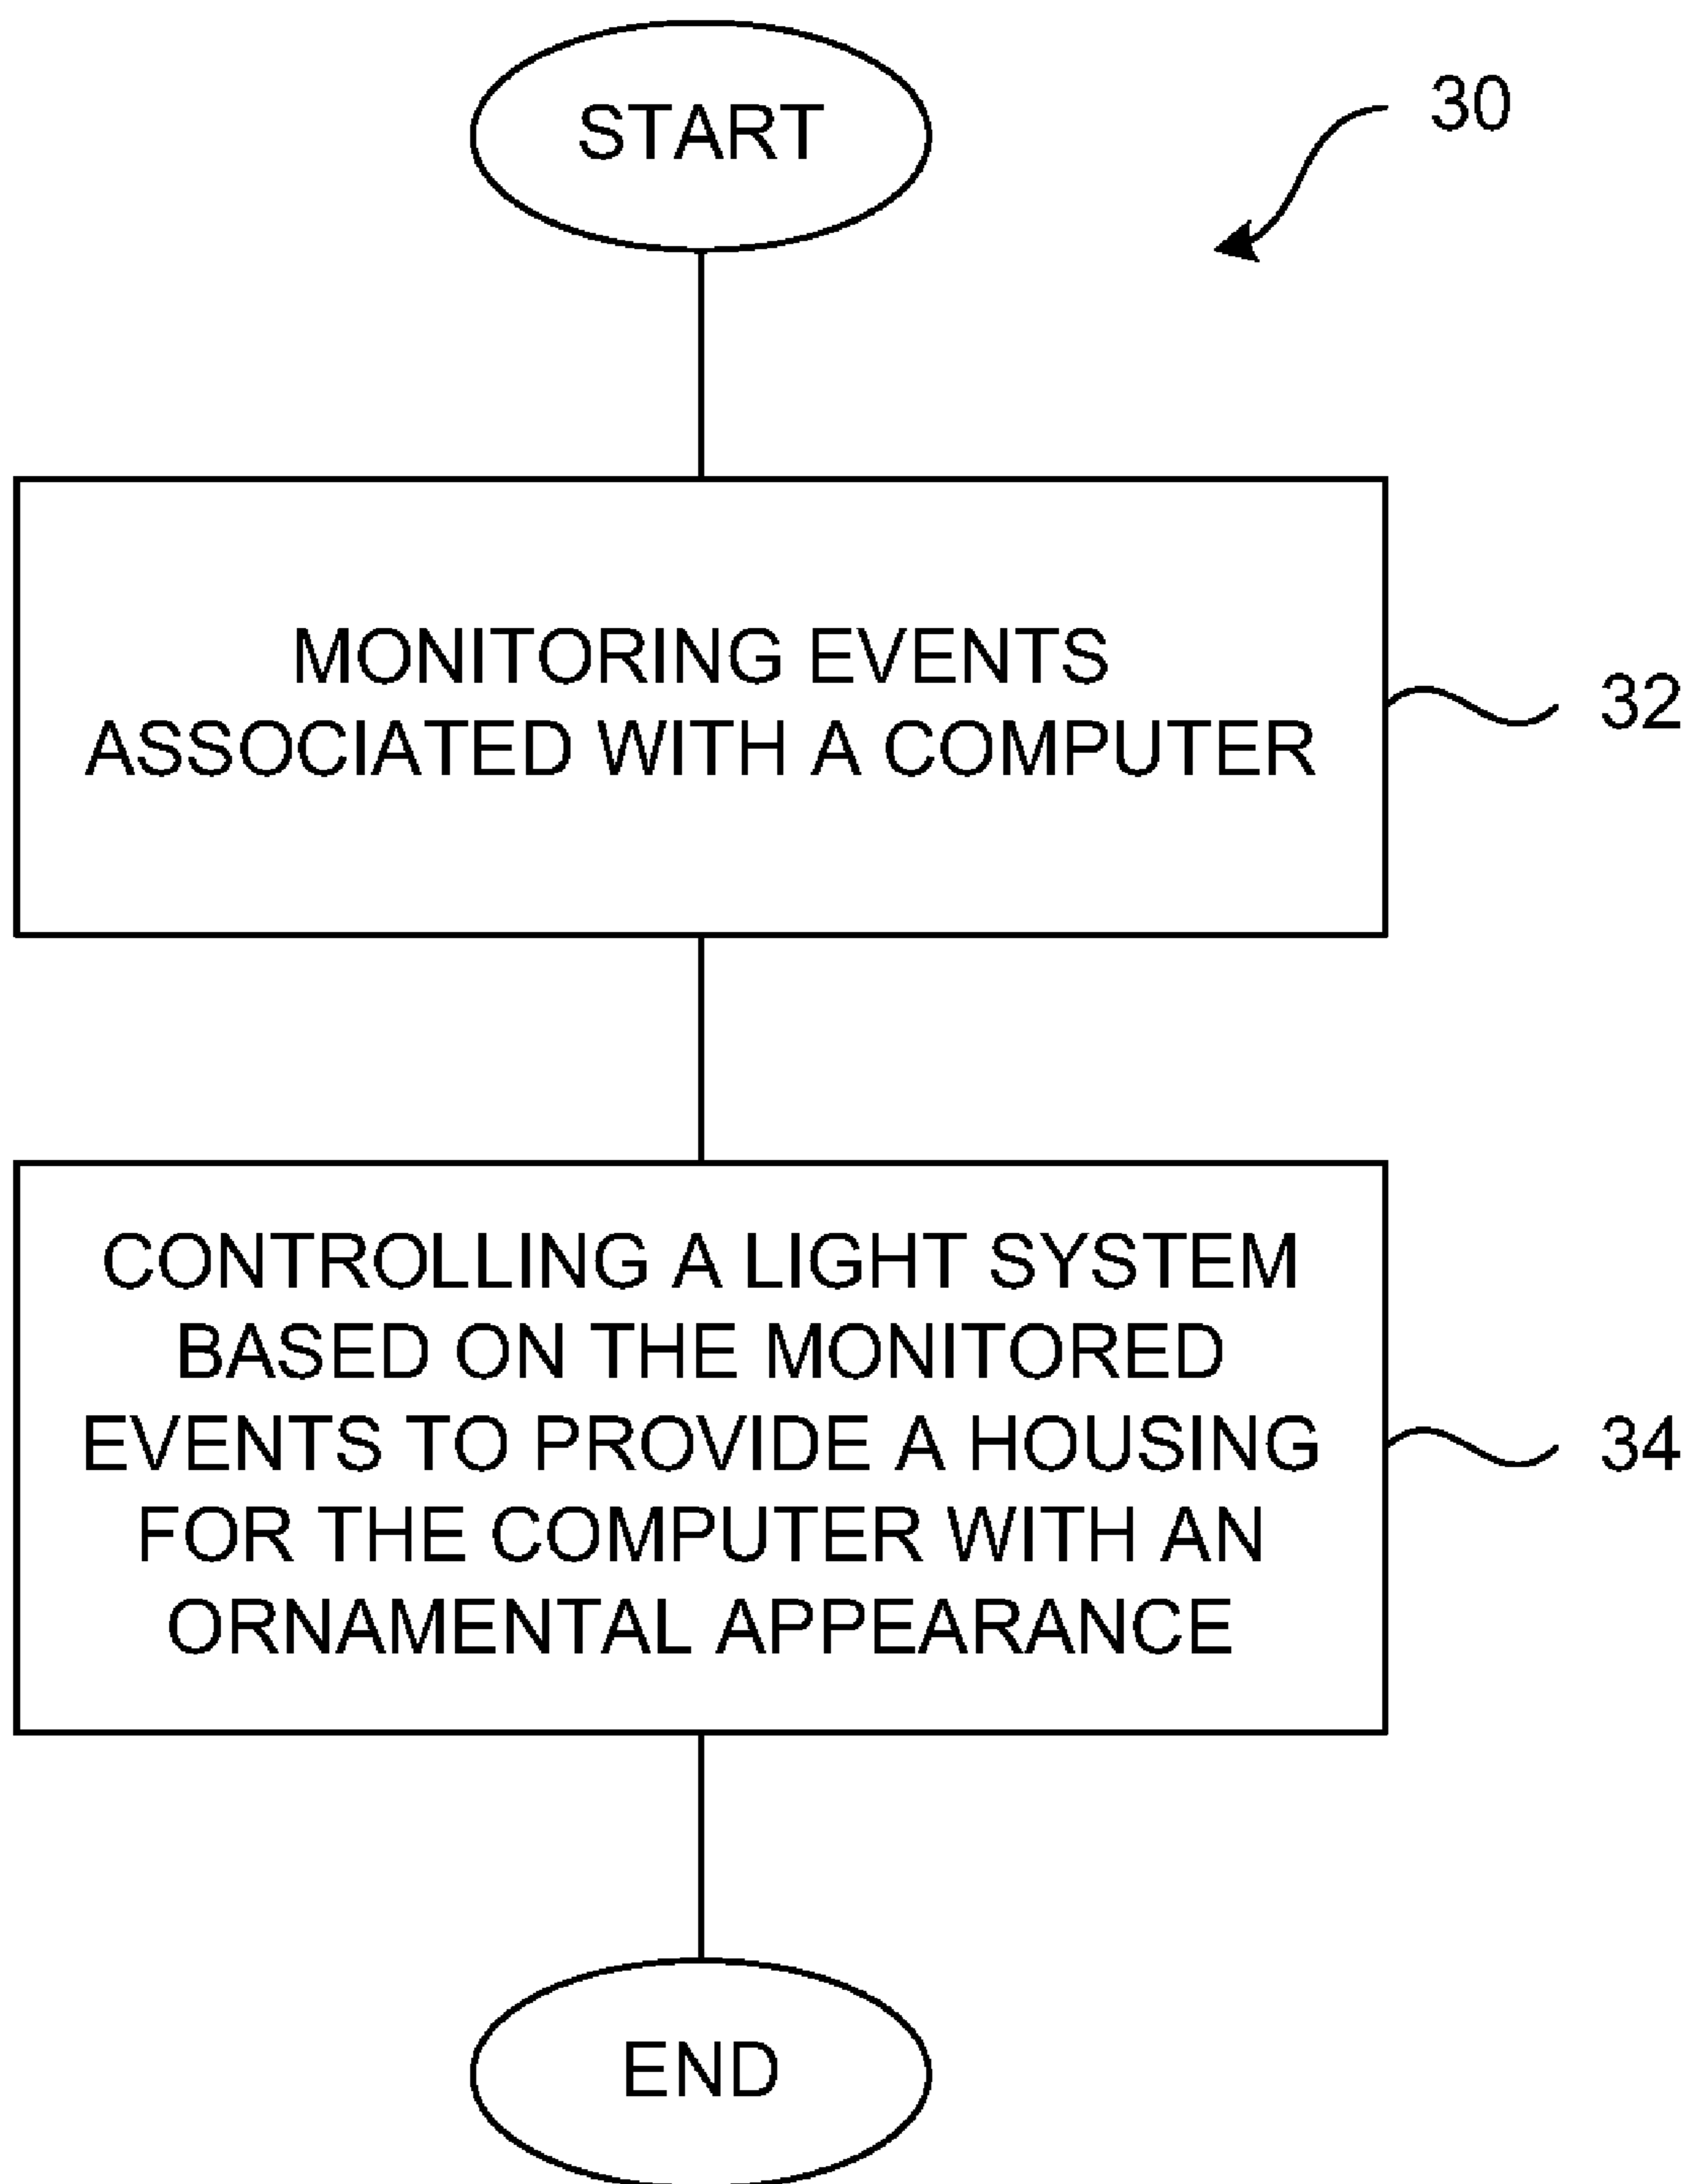 START
30
MONITORING EVENTS
ASSOCIATED WITH A COMPUTER
32
CONTROLLING A LIGHT SYSTEM
BASED ON THE MONITORED
EVENTS TO PROVIDE A HOUSING
FOR THE COMPUTER WITH AN
ORNAMENTAL APPEARANCE
34
END